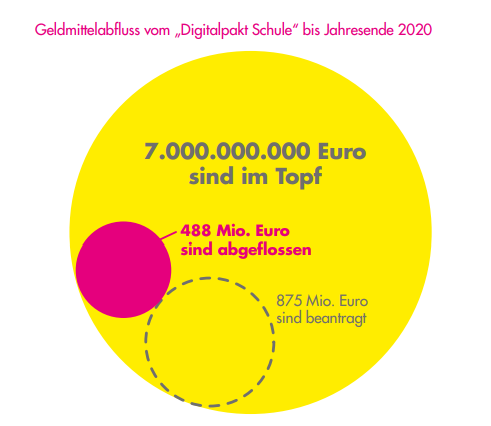 Geldmittelabfluss vom „Digitalpakt Schule“ bis Jahresende 2020
7.000.000.000 Euro
sind im Topf
488 Mio. Euro
sind abgeflossen
875 Mio. Euro
sind beantragt